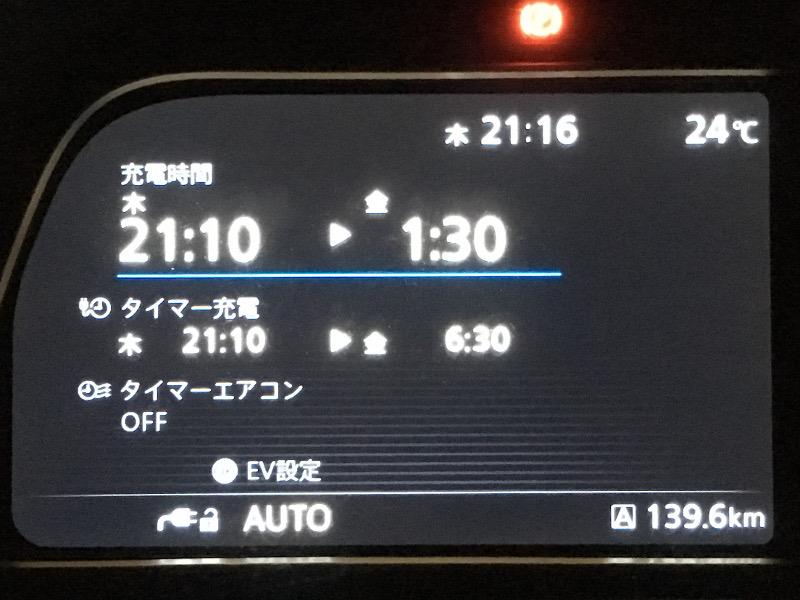 木 21:16 24℃
充電時間
木 金
21:10 ▶ 1:30
タイマー充電
木 21:10 ▶ 金 6:30
タイマーエアコン
OFF
EV設定
AUTO A 139.6km